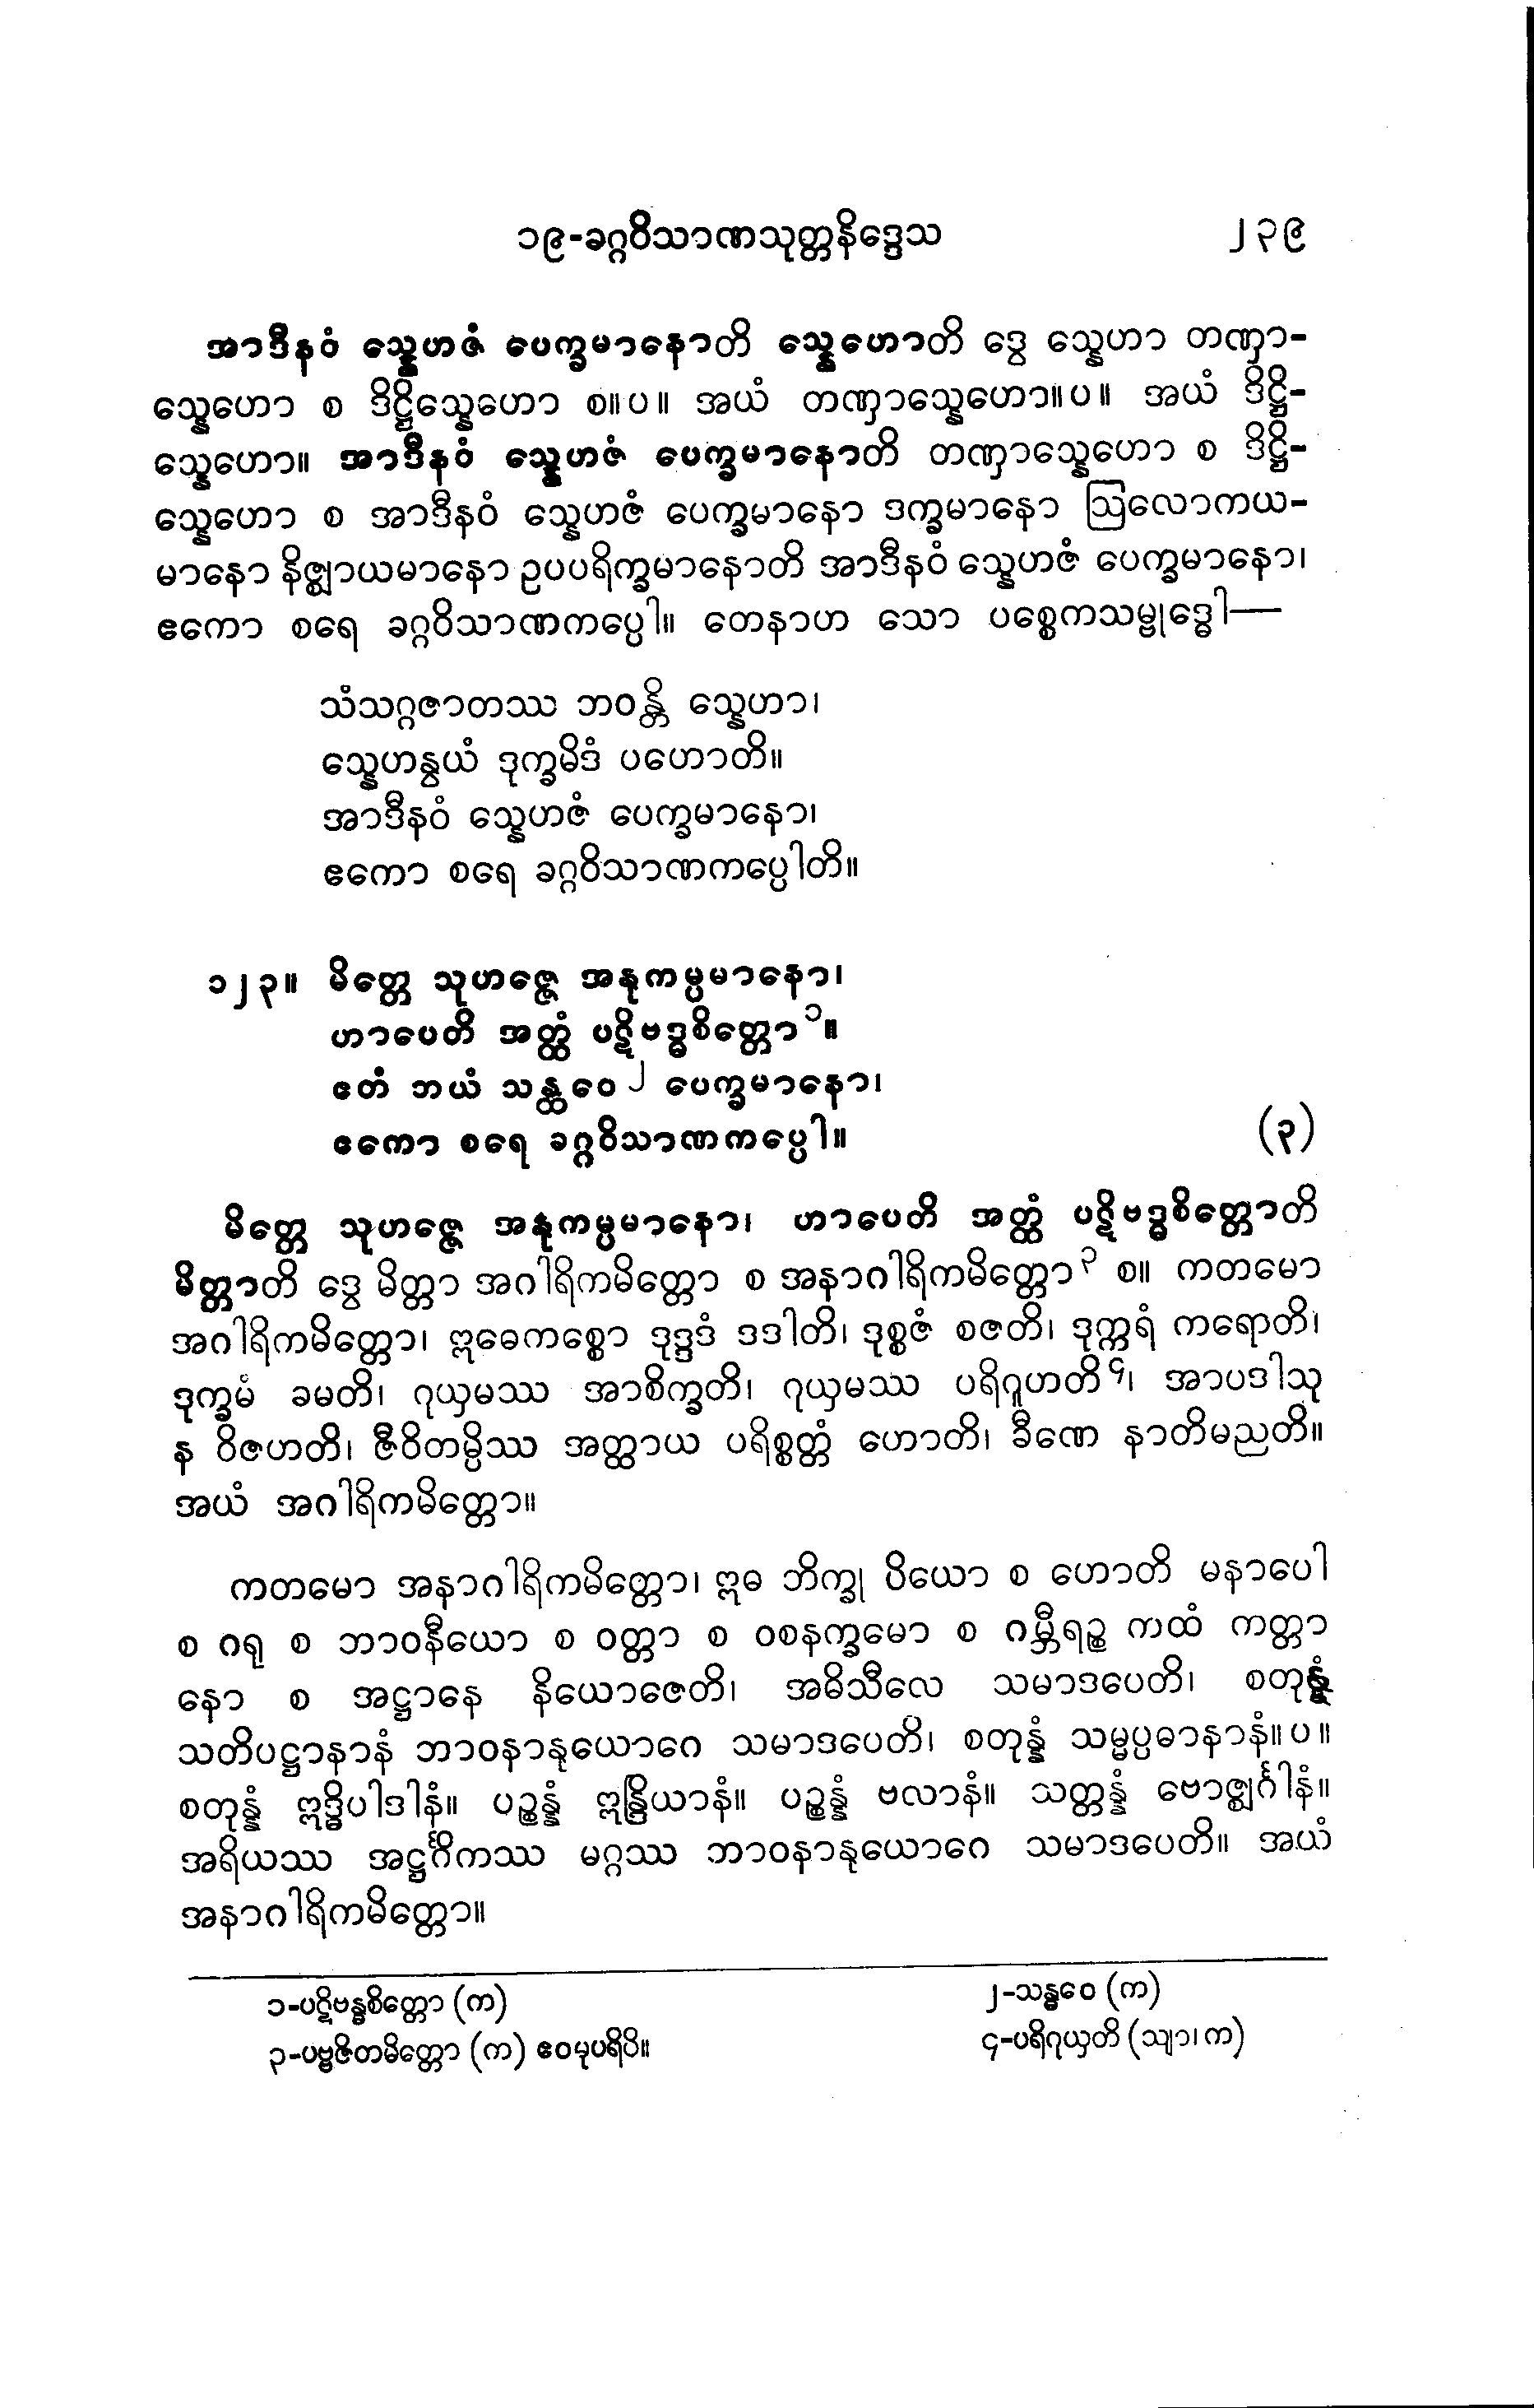 ၁၉-ခဂ္ဂဝိသာဏသုတ္တနိဒ္ဒေသ ၂၃၉
အာဒီနဝံ သ္နေဟဇံ ပေက္ခမာနောတိ သ္နေဟောတိ ဒွေ သ္နေဟာ တဏှာ-
သ္နေဟော စ ဒိဋ္ဌိသ္နေဟော စ။ပ။ အယံ တဏှာသ္နေဟော။ပ။ အယံ ဒိဋ္ဌိ-
သ္နေဟော။ အာဒီနဝံ သ္နေဟဇံ ပေက္ခမာနောတိ တဏှာသ္နေဟော စ ဒိဋ္ဌိ-
သ္နေဟော စ အာဒီနဝံ သ္နေဟဇံ ပေက္ခမာနော ဒက္ခမာနော ဩလောကယ-
မာနော နိဇ္ဈာယမာနော ဥပပရိက္ခမာနောတိ အာဒီနဝံ သ္နေဟဇံ ပေက္ခမာနော၊
ဧကော စရေ ခဂ္ဂဝိသာဏကပ္ပေါ။ တေနာဟ သော ပစ္စေကသမ္ဗုဒ္ဓေါ—
သံသဂ္ဂဇာတဿ ဘဝန္တိ သ္နေဟာ၊
သ္နေဟန္ဝယံ ဒုက္ခမိဒံ ပဟောတိ။
အာဒီနဝံ သ္နေဟဇံ ပေက္ခမာနော၊
ဧကော စရေ ခဂ္ဂဝိသာဏကပ္ပေါတိ။
၁၂၃။ မိတ္တေ သုဟဇ္ဇေ အနုကမ္ပမာနော၊
ဟာပေတိ အတ္ထံ ပဋိဗဒ္ဓစိတ္တော၁။
ဧတံ ဘယံ သန္ထဝေ၂ ပေက္ခမာနော၊
ဧကော စရေ ခဂ္ဂဝိသာဏကပ္ပေါ။ (၃)
မိတ္တေ သုဟဇ္ဇေ အနုကမ္ပမာနော၊ ဟာပေတိ အတ္ထံ ပဋိဗဒ္ဓစိတ္တောတိ
မိတ္တာတိ ဒွေ မိတ္တာ အဂါရိကမိတ္တော စ အနာဂါရိကမိတ္တော၃ စ။ ကတမော
အဂါရိကမိတ္တော၊ ဣဓေကစ္စော ဒုဒ္ဒဒံ ဒဒါတိ၊ ဒုစ္စဇံ စဇတိ၊ ဒုက္ကရံ ကရောတိ၊
ဒုက္ခမံ ခမတိ၊ ဂုယှမဿ အာစိက္ခတိ၊ ဂုယှမဿ ပရိဂူဟတိ၄၊ အာပဒါသု
န ဝိဇဟတိ၊ ဇီဝိတမ္ပိဿ အတ္ထာယ ပရိစ္စတ္တံ ဟောတိ၊ ခီဏေ နာတိမညတိ။
အယံ အဂါရိကမိတ္တော။
ကတမော အနာဂါရိကမိတ္တော၊ ဣဓ ဘိက္ခု ပိယော စ ဟောတိ မနာပေါ
စ ဂရု စ ဘာဝနီယော စ ဝတ္တာ စ ဝစနက္ခမော စ ဂမ္ဘီရဉ္စ ကထံ ကတ္တာ
နော စ အဋ္ဌာနေ နိယောဇေတိ၊ အဓိသီလေ သမာဒပေတိ၊ စတုန္နံ
သတိပဋ္ဌာနာနံ ဘာဝနာနုယောဂေ သမာဒပေတိ၊ စတုန္နံ သမ္မပ္ပဓာနာနံ။ပ။
စတုန္နံ ဣဒ္ဓိပါဒါနံ။ ပဉ္စန္နံ ဣန္ဒြိယာနံ။ ပဉ္စန္နံ ဗလာနံ။ သတ္တန္နံ ဗောဇ္ဈင်္ဂါနံ။
အရိယဿ အဋ္ဌင်္ဂိကဿ မဂ္ဂဿ ဘာဝနာနုယောဂေ သမာဒပေတိ။ အယံ
အနာဂါရိကမိတ္တော။
၁-ပဋိဗန္ဓစိတ္တော (က) ၂-သန္ဓဝေ (က)
၃-ပဗ္ဗဇိတမိတ္တော (က) ဧဝမုပရိပိ။ ၄-ပရိဂုယှတိ (သျာ၊က)